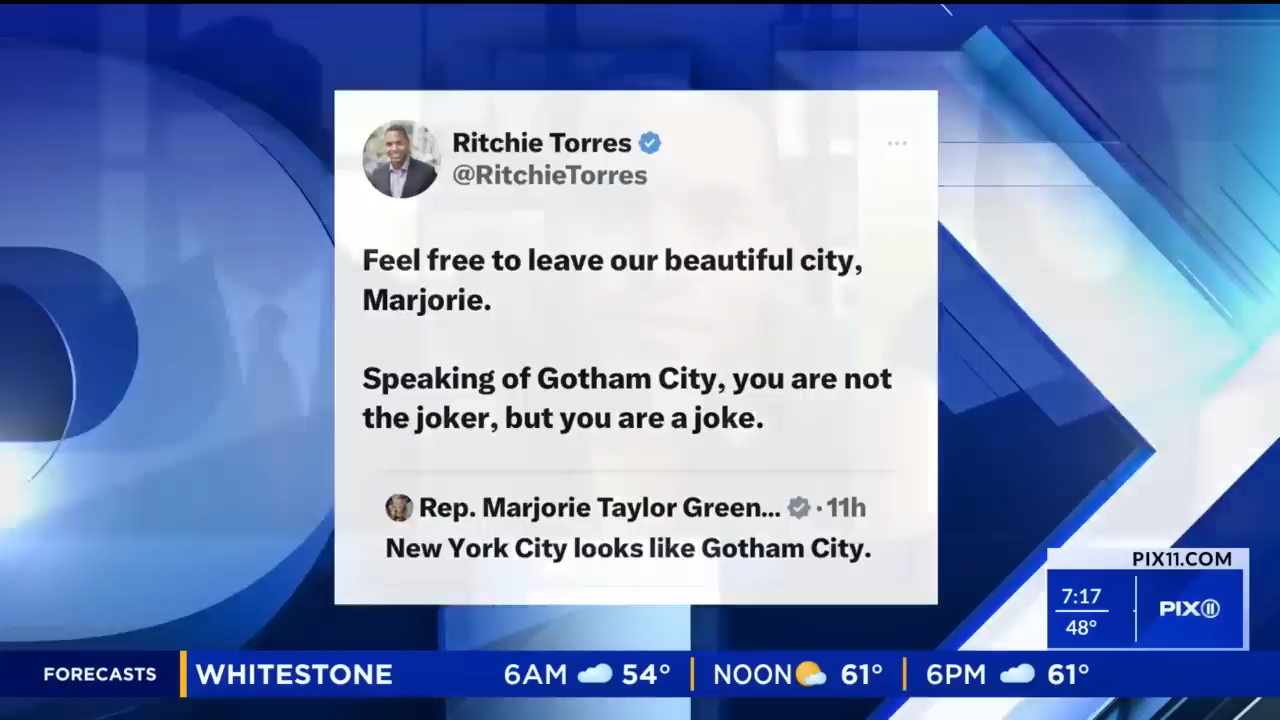 Ritchie Torres
@RitchieTorres
Feel free to leave our beautiful city,
Marjorie.
Speaking of Gotham City, you are not
the joker, but you are a joke.
Rep. Marjorie Taylor Green... · 11h
New York City looks like Gotham City.
PIX11.COM
7:17
48°
PIX11
FORECASTS
WHITESTONE 6AM 54° NOON 61° 6PM 61°